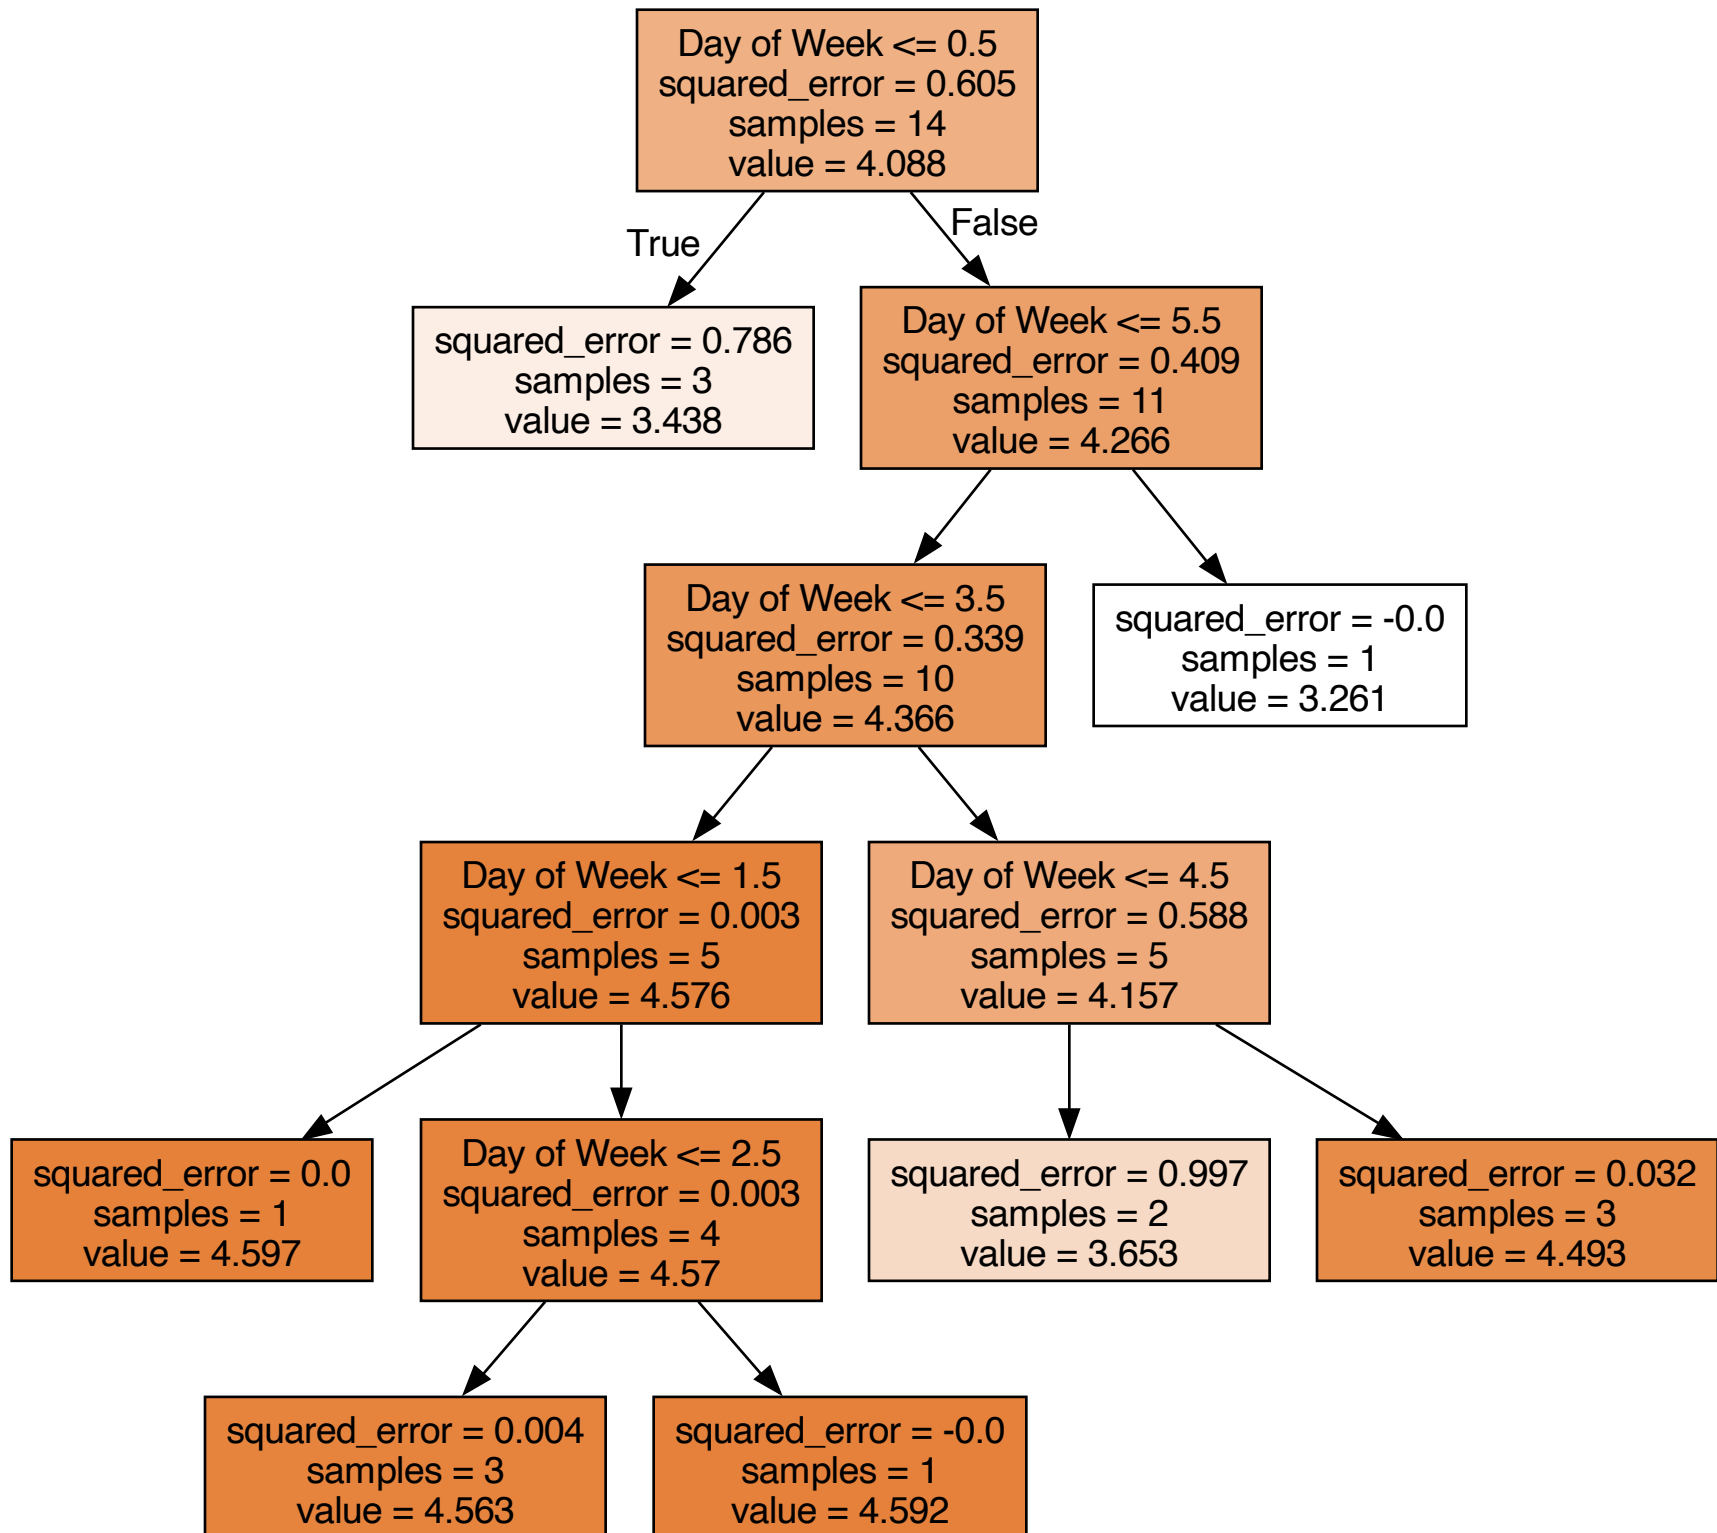 Day of Week <= 0.5
squared_error = 0.605
samples = 14
value = 4.088
True
False
squared_error = 0.786
samples = 3
value = 3.438
Day of Week <= 5.5
squared_error = 0.409
samples = 11
value = 4.266
Day of Week <= 3.5
squared_error = 0.339
samples = 10
value = 4.366
squared_error = -0.0
samples = 1
value = 3.261
Day of Week <= 1.5
squared_error = 0.003
samples = 5
value = 4.576
Day of Week <= 4.5
squared_error = 0.588
samples = 5
value = 4.157
squared_error = 0.0
samples = 1
value = 4.597
Day of Week <= 2.5
squared_error = 0.003
samples = 4
value = 4.57
squared_error = 0.997
samples = 2
value = 3.653
squared_error = 0.032
samples = 3
value = 4.493
squared_error = 0.004
samples = 3
value = 4.563
squared_error = -0.0
samples = 1
value = 4.592